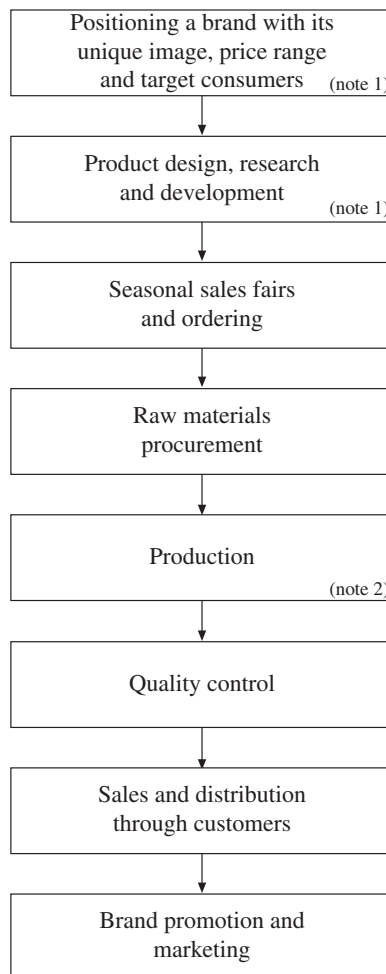 Positioning a brand with its
unique image, price range
and target consumers
(note 1)
Product design, research
and development
(note 1)
Seasonal sales fairs
and ordering
Raw materials
procurement
Production
(note 2)
Quality control
Sales and distribution
through customers
Brand promotion and
marketing